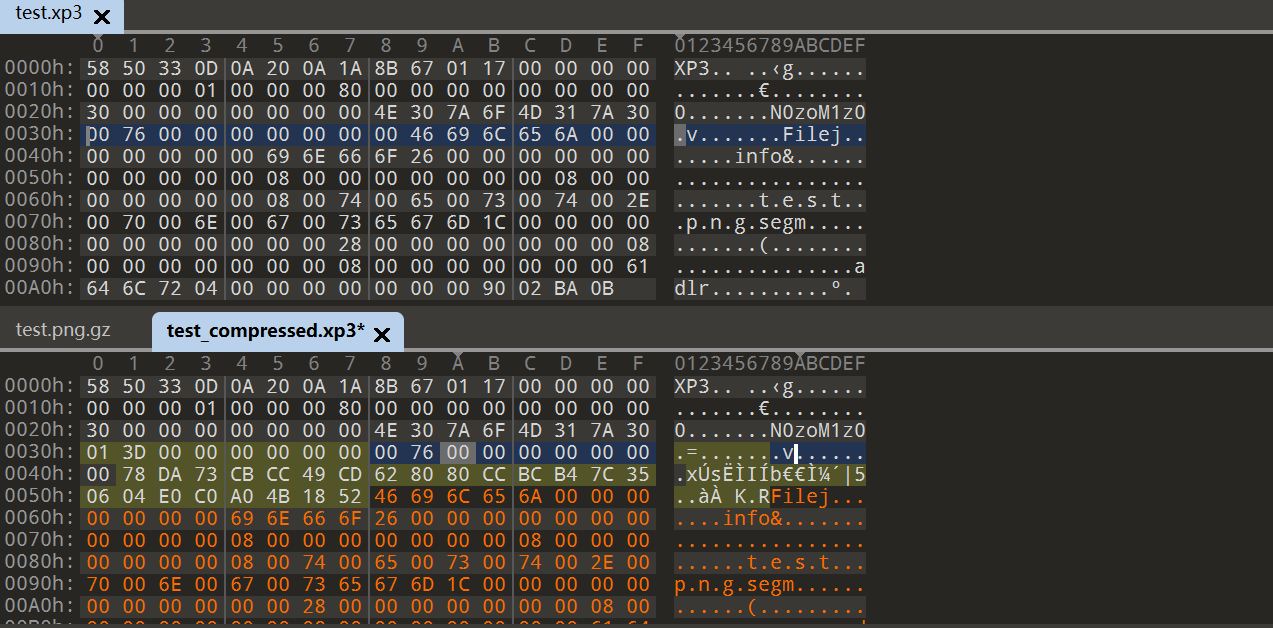 test.xp3 ×
0 1 2 3 4 5 6 7 8 9 A B C D E F 0123456789ABCDEF
0000h: 58 50 33 0D 0A 20 0A 1A 8B 67 01 17 00 00 00 00 XP3.. ..‹g......
0010h: 00 00 00 01 00 00 00 80 00 00 00 00 00 00 00 00 .......€........
0020h: 30 00 00 00 00 00 00 00 4E 30 7A 6F 4D 31 7A 30 0.......N0zoM1z0
0030h: 00 76 00 00 00 00 00 00 00 46 69 6C 65 6A 00 00 .v.......Filej..
0040h: 00 00 00 00 00 69 6E 66 6F 26 00 00 00 00 00 00 .....info&......
0050h: 00 00 00 00 00 08 00 00 00 00 00 00 00 08 00 00 ................
0060h: 00 00 00 00 00 08 00 74 00 65 00 73 00 74 00 2E .......t.e.s.t..
0070h: 00 70 00 6E 00 67 00 73 65 67 6D 1C 00 00 00 00 .p.n.g.segm.....
0080h: 00 00 00 00 00 00 00 28 00 00 00 00 00 00 00 08 .......(........
0090h: 00 00 00 00 00 00 00 08 00 00 00 00 00 00 00 61 ...............a
00A0h: 64 6C 72 04 00 00 00 00 00 00 00 90 02 BA 0B dlr..........º.
test.png.gz test_compressed.xp3* ×
0 1 2 3 4 5 6 7 8 9 A B C D E F 0123456789ABCDEF
0000h: 58 50 33 0D 0A 20 0A 1A 8B 67 01 17 00 00 00 00 XP3.. ..‹g......
0010h: 00 00 00 01 00 00 00 80 00 00 00 00 00 00 00 00 .......€........
0020h: 30 00 00 00 00 00 00 00 4E 30 7A 6F 4D 31 7A 30 0.......N0zoM1z0
0030h: 01 3D 00 00 00 00 00 00 00 76 00 00 00 00 00 00 .=.......v......
0040h: 00 78 DA 73 CB CC 49 CD 62 80 80 CC BC B4 7C 35 .xÚsËÌIÍb€€Ì¼´|5
0050h: 06 04 E0 C0 A0 4B 18 52 46 69 6C 65 6A 00 00 00 ..àÀ K.RFilej...
0060h: 00 00 00 00 69 6E 66 6F 26 00 00 00 00 00 00 00 ....info&.......
0070h: 00 00 00 00 08 00 00 00 00 00 00 00 08 00 00 00 ................
0080h: 00 00 00 00 08 00 74 00 65 00 73 00 74 00 2E 00 ......t.e.s.t...
0090h: 70 00 6E 00 67 00 73 65 67 6D 1C 00 00 00 00 00 p.n.g.segm......
00A0h: 00 00 00 00 00 00 28 00 00 00 00 00 00 00 08 00 ......(.........